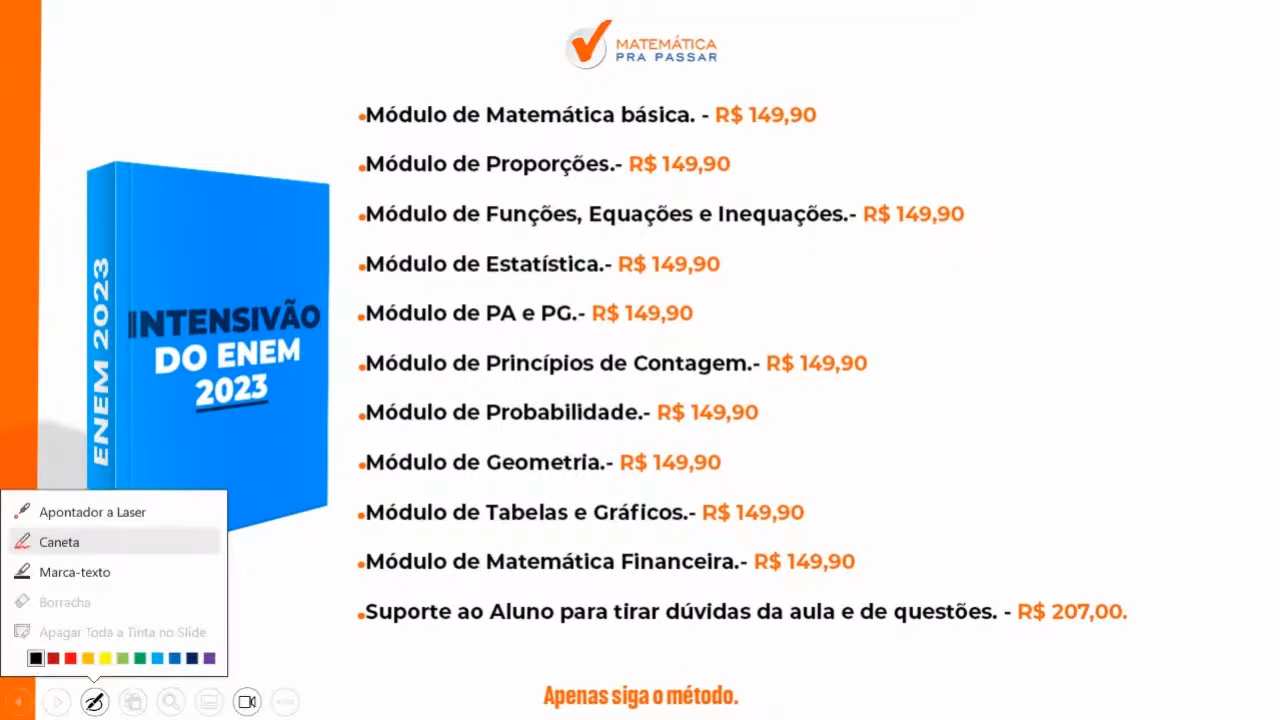 MATEMÁTICA
PRA PASSAR
•Módulo de Matemática básica. - R$ 149,90
•Módulo de Proporções.- R$ 149,90
•Módulo de Funções, Equações e Inequações.- R$ 149,90
•Módulo de Estatística.- R$ 149,90
•Módulo de PA e PG.- R$ 149,90
•Módulo de Princípios de Contagem.- R$ 149,90
•Módulo de Probabilidade.- R$ 149,90
•Módulo de Geometria.- R$ 149,90
•Módulo de Tabelas e Gráficos.- R$ 149,90
•Módulo de Matemática Financeira.- R$ 149,90
•Suporte ao Aluno para tirar dúvidas da aula e de questões. - R$ 207,00.
ENEM 2023
INTENSIVÃO
DO ENEM
2023
Apontador a Laser
Caneta
Marca-texto
Borracha
Apagar Toda a Tinta no Slide
Apenas siga o método.